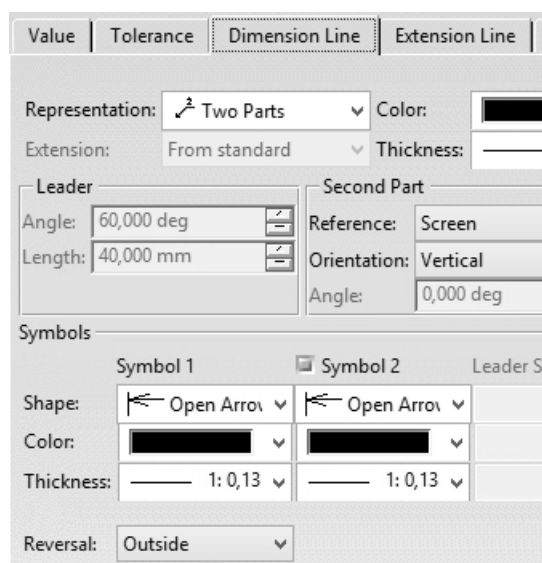 Value Tolerance Dimension Line Extension Line
Representation: Two Parts Color:
Extension: From standard Thickness:
Leader Second Part
Angle: 60,000 deg Reference: Screen
Length: 40,000 mm Orientation: Vertical
Angle: 0,000 deg
Symbols
Symbol 1 Symbol 2 Leader S
Shape: Open Arrov Open Arrov
Color:
Thickness: 1: 0,13 1: 0,13
Reversal: Outside